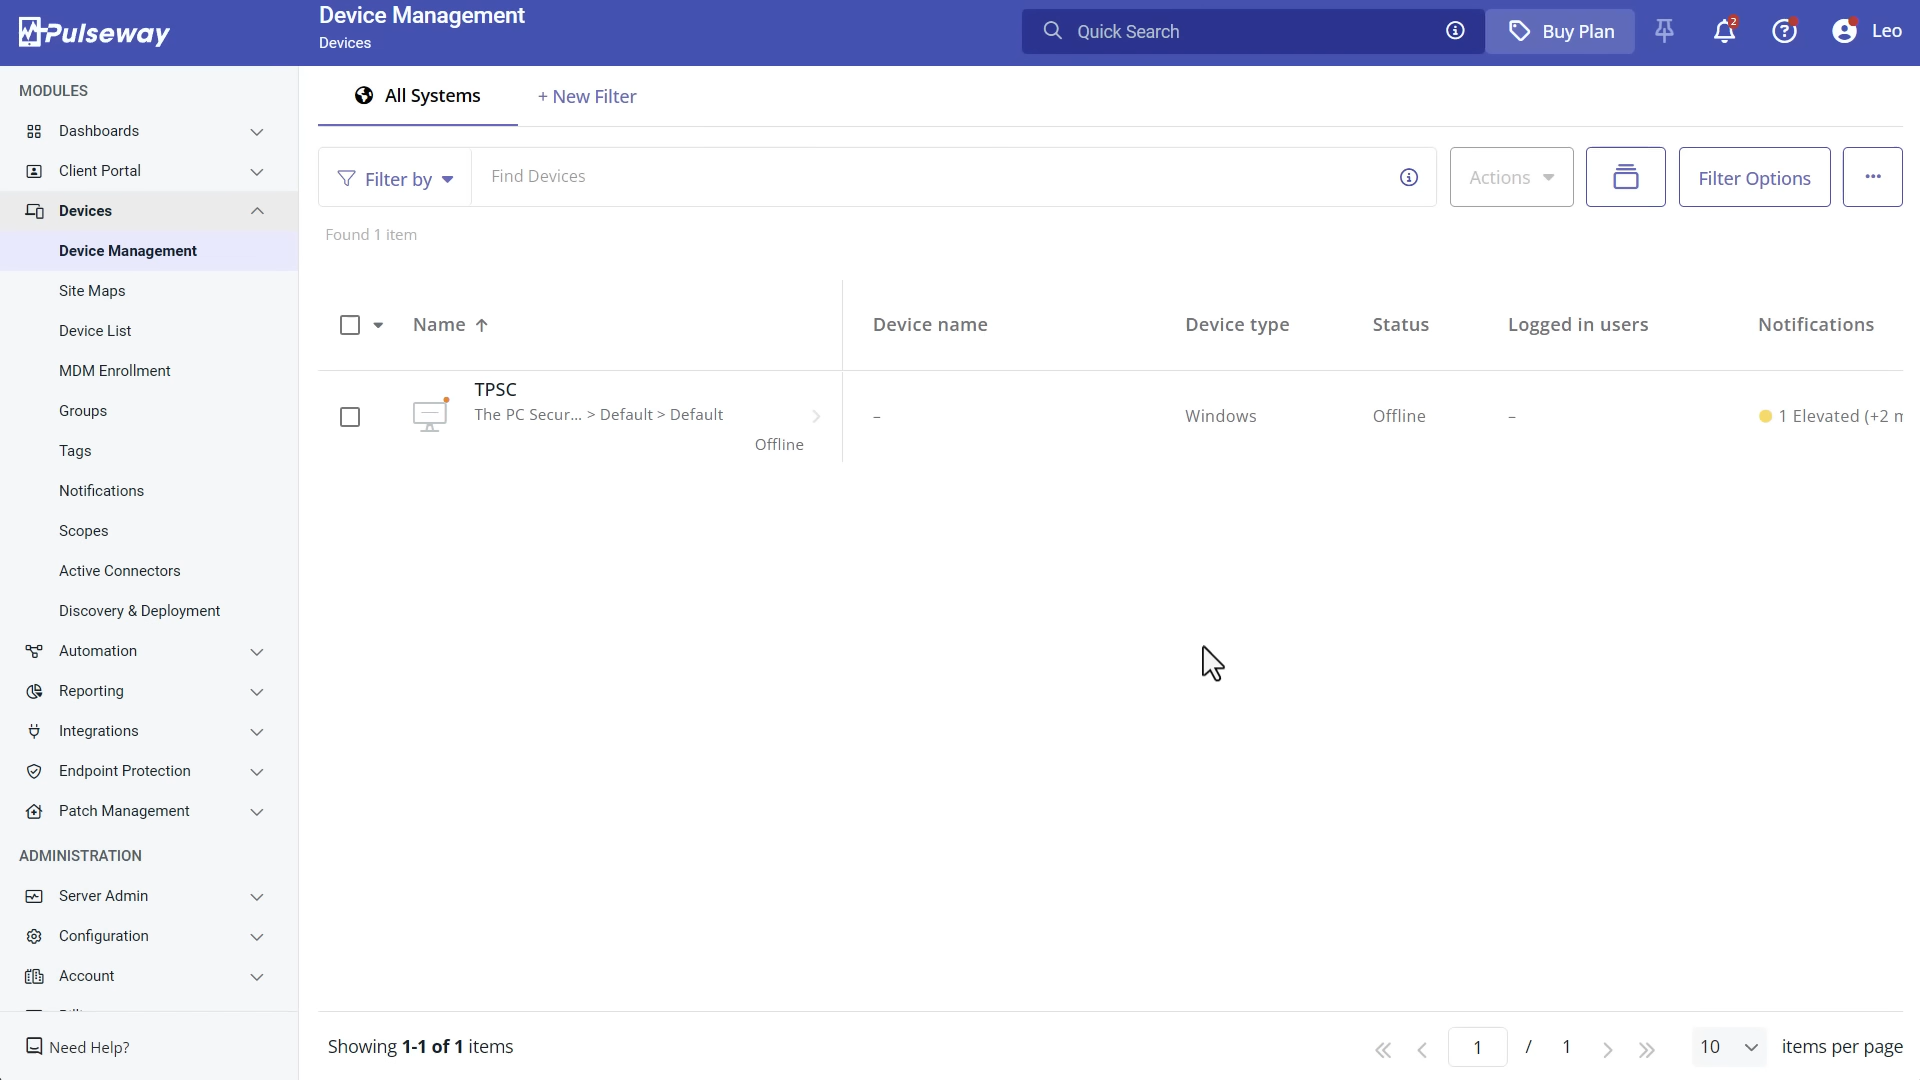 Pulseway
Device Management
Devices
Quick Search
Buy Plan
2
Leo
MODULES
Dashboards
Client Portal
Devices
Device Management
Site Maps
Device List
MDM Enrollment
Groups
Tags
Notifications
Scopes
Active Connectors
Discovery & Deployment
Automation
Reporting
Integrations
Endpoint Protection
Patch Management
ADMINISTRATION
Server Admin
Configuration
Account
Need Help?
All Systems
+ New Filter
Filter by
Find Devices
Actions
Filter Options
...
Found 1 item
Name ↑ Device name Device type Status Logged in users Notifications
TPSC
The PC Secur... > Default > Default
Offline
– Windows Offline – 1 Elevated (+2 m
Showing 1-1 of 1 items
1 / 1
10 items per page